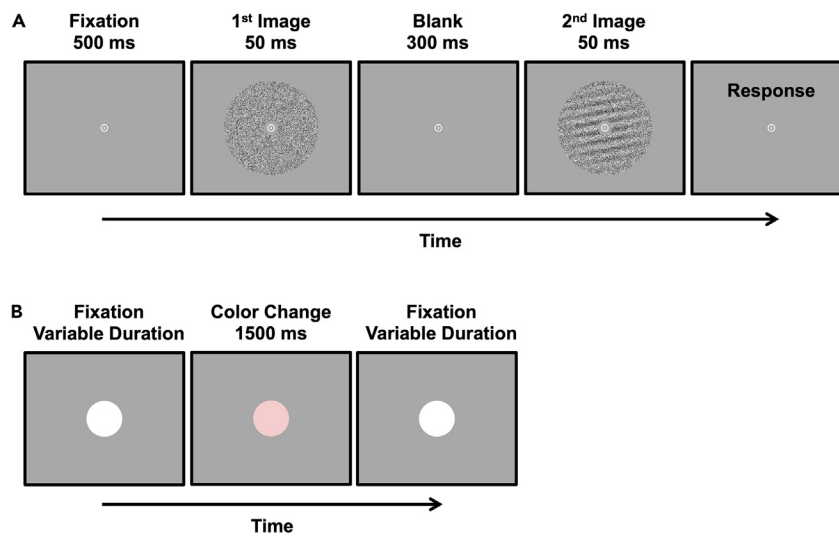 A
Fixation
500 ms
1st Image
50 ms
Blank
300 ms
2nd Image
50 ms
Response
Time
B
Fixation
Variable Duration
Color Change
1500 ms
Fixation
Variable Duration
Time